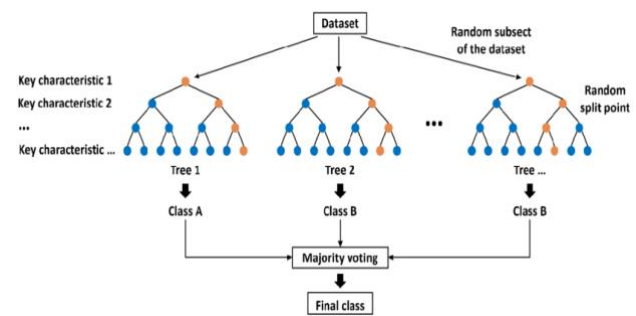 Dataset
Random subsect
of the dataset
Key characteristic 1
Key characteristic 2
...
Key characteristic ...
Random
split point
...
Tree 1
Tree 2
Tree ...
Class A
Class B
Class B
Majority voting
Final class